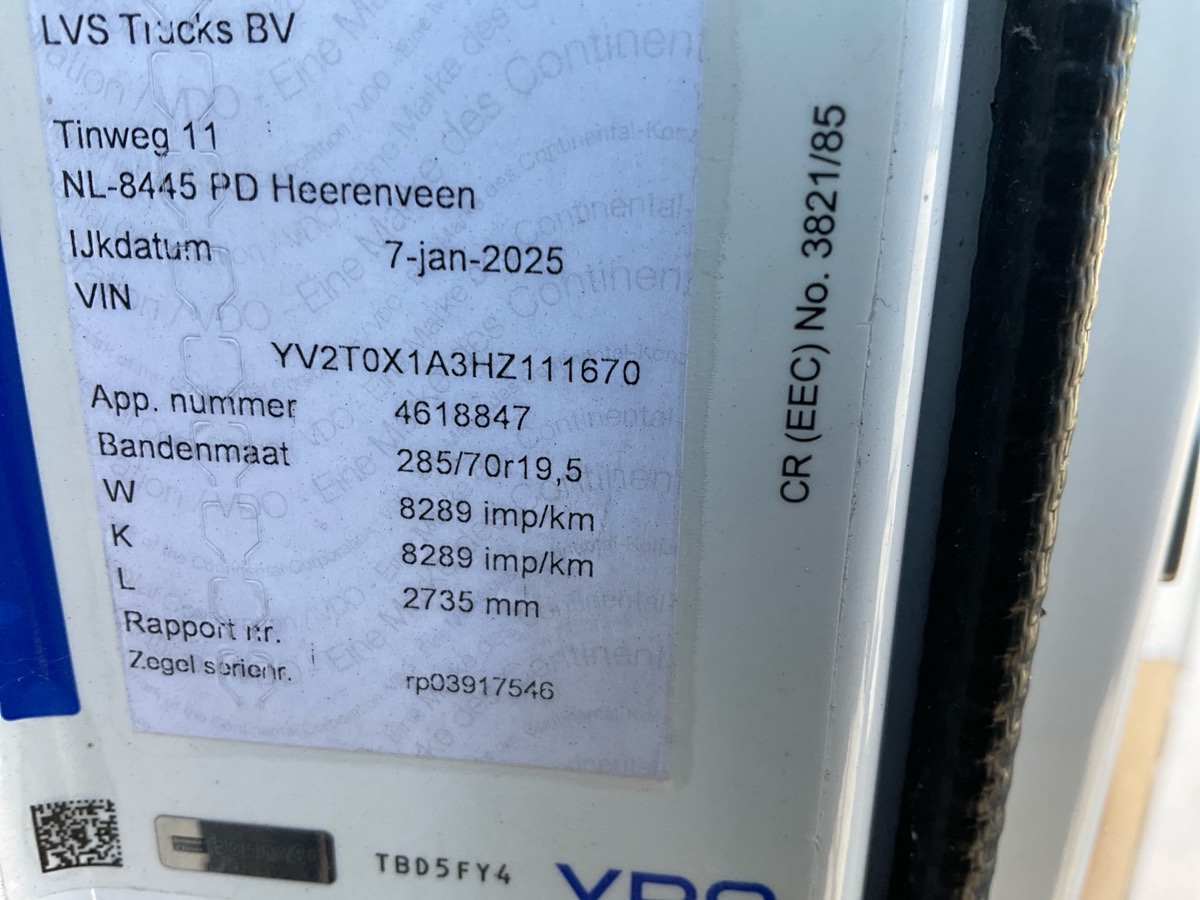 LVS Trucks BV
Tinweg 11
NL-8445 PD Heerenveen
IJkdatum 7-jan-2025
VIN
YV2T0X1A3HZ111670
App. nummer 4618847
Bandenmaat 285/70r19,5
W 8289 imp/km
K 8289 imp/km
L 2735 mm
Rapport nr.
Zegel serienr. rp03917546
TBD5FY4
VDO
CR (EEC) No. 3821/85